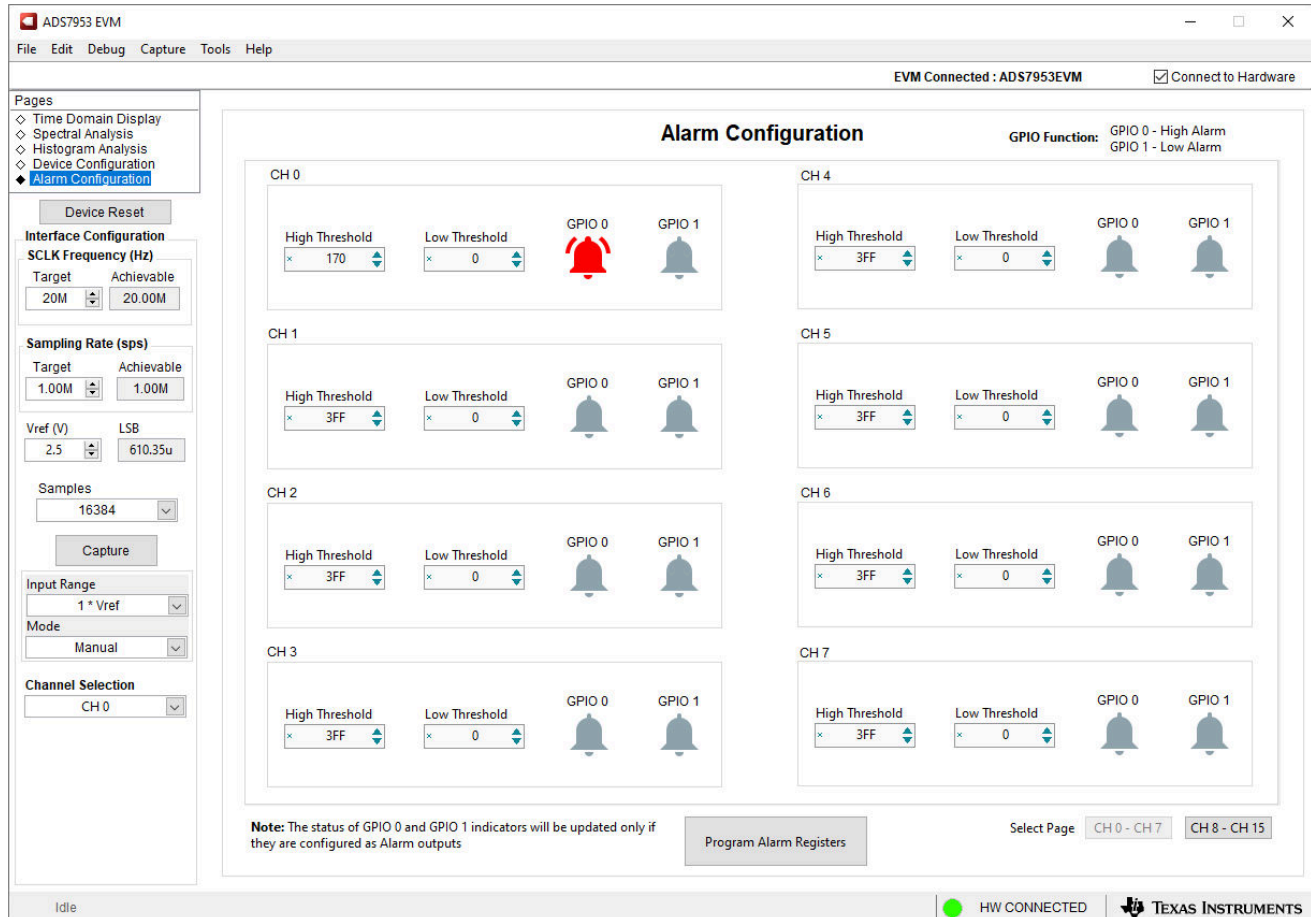 ADS7953 EVM
File Edit Debug Capture Tools Help
EVM Connected : ADS7953EVM
Connect to Hardware
Pages
Time Domain Display
Spectral Analysis
Histogram Analysis
Device Configuration
Alarm Configuration
Device Reset
Interface Configuration
SCLK Frequency (Hz)
Target Achievable
20M 20.00M
Sampling Rate (sps)
Target Achievable
1.00M 1.00M
Vref (V) LSB
2.5 610.35u
Samples
16384
Capture
Input Range
1 * Vref
Mode
Manual
Channel Selection
CH 0
Alarm Configuration
GPIO Function: GPIO 0 - High Alarm
GPIO 1 - Low Alarm
CH 0
High Threshold Low Threshold GPIO 0 GPIO 1
x 170 x 0
CH 1
High Threshold Low Threshold GPIO 0 GPIO 1
x 3FF x 0
CH 2
High Threshold Low Threshold GPIO 0 GPIO 1
x 3FF x 0
CH 3
High Threshold Low Threshold GPIO 0 GPIO 1
x 3FF x 0
CH 4
High Threshold Low Threshold GPIO 0 GPIO 1
x 3FF x 0
CH 5
High Threshold Low Threshold GPIO 0 GPIO 1
x 3FF x 0
CH 6
High Threshold Low Threshold GPIO 0 GPIO 1
x 3FF x 0
CH 7
High Threshold Low Threshold GPIO 0 GPIO 1
x 3FF x 0
Note: The status of GPIO 0 and GPIO 1 indicators will be updated only if
they are configured as Alarm outputs
Program Alarm Registers
Select Page CH 0 - CH 7 CH 8 - CH 15
Idle
HW CONNECTED
TEXAS INSTRUMENTS